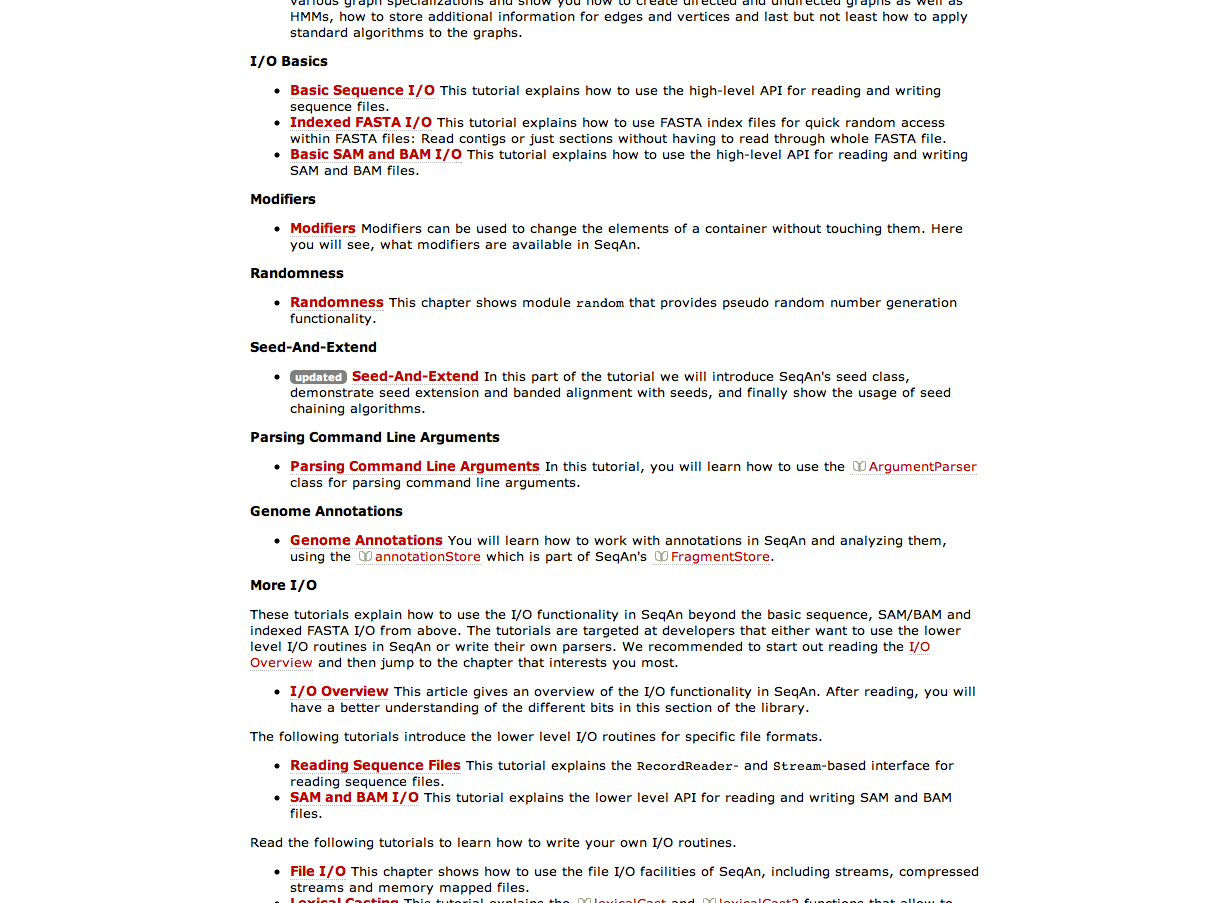 various graph specializations and show you how to create directed and undirected graphs as well as
HMMs, how to store additional information for edges and vertices and last but not least how to apply
standard algorithms to the graphs.
I/O Basics
Basic Sequence I/O This tutorial explains how to use the high-level API for reading and writing
sequence files.
Indexed FASTA I/O This tutorial explains how to use FASTA index files for quick random access
within FASTA files: Read contigs or just sections without having to read through whole FASTA file.
Basic SAM and BAM I/O This tutorial explains how to use the high-level API for reading and writing
SAM and BAM files.
Modifiers
Modifiers Modifiers can be used to change the elements of a container without touching them. Here
you will see, what modifiers are available in SeqAn.
Randomness
Randomness This chapter shows module random that provides pseudo random number generation
functionality.
Seed-And-Extend
updated Seed-And-Extend In this part of the tutorial we will introduce SeqAn's seed class,
demonstrate seed extension and banded alignment with seeds, and finally show the usage of seed
chaining algorithms.
Parsing Command Line Arguments
Parsing Command Line Arguments In this tutorial, you will learn how to use the ArgumentParser
class for parsing command line arguments.
Genome Annotations
Genome Annotations You will learn how to work with annotations in SeqAn and analyzing them,
using the annotationStore which is part of SeqAn's FragmentStore.
More I/O
These tutorials explain how to use the I/O functionality in SeqAn beyond the basic sequence, SAM/BAM and
indexed FASTA I/O from above. The tutorials are targeted at developers that either want to use the lower
level I/O routines in SeqAn or write their own parsers. We recommended to start out reading the I/O
Overview and then jump to the chapter that interests you most.
I/O Overview This article gives an overview of the I/O functionality in SeqAn. After reading, you will
have a better understanding of the different bits in this section of the library.
The following tutorials introduce the lower level I/O routines for specific file formats.
Reading Sequence Files This tutorial explains the RecordReader- and Stream-based interface for
reading sequence files.
SAM and BAM I/O This tutorial explains the lower level API for reading and writing SAM and BAM
files.
Read the following tutorials to learn how to write your own I/O routines.
File I/O This chapter shows how to use the file I/O facilities of SeqAn, including streams, compressed
streams and memory mapped files.
Lexical Casting This tutorial explains the lexicalCast and lexicalCast2 functions that allow to